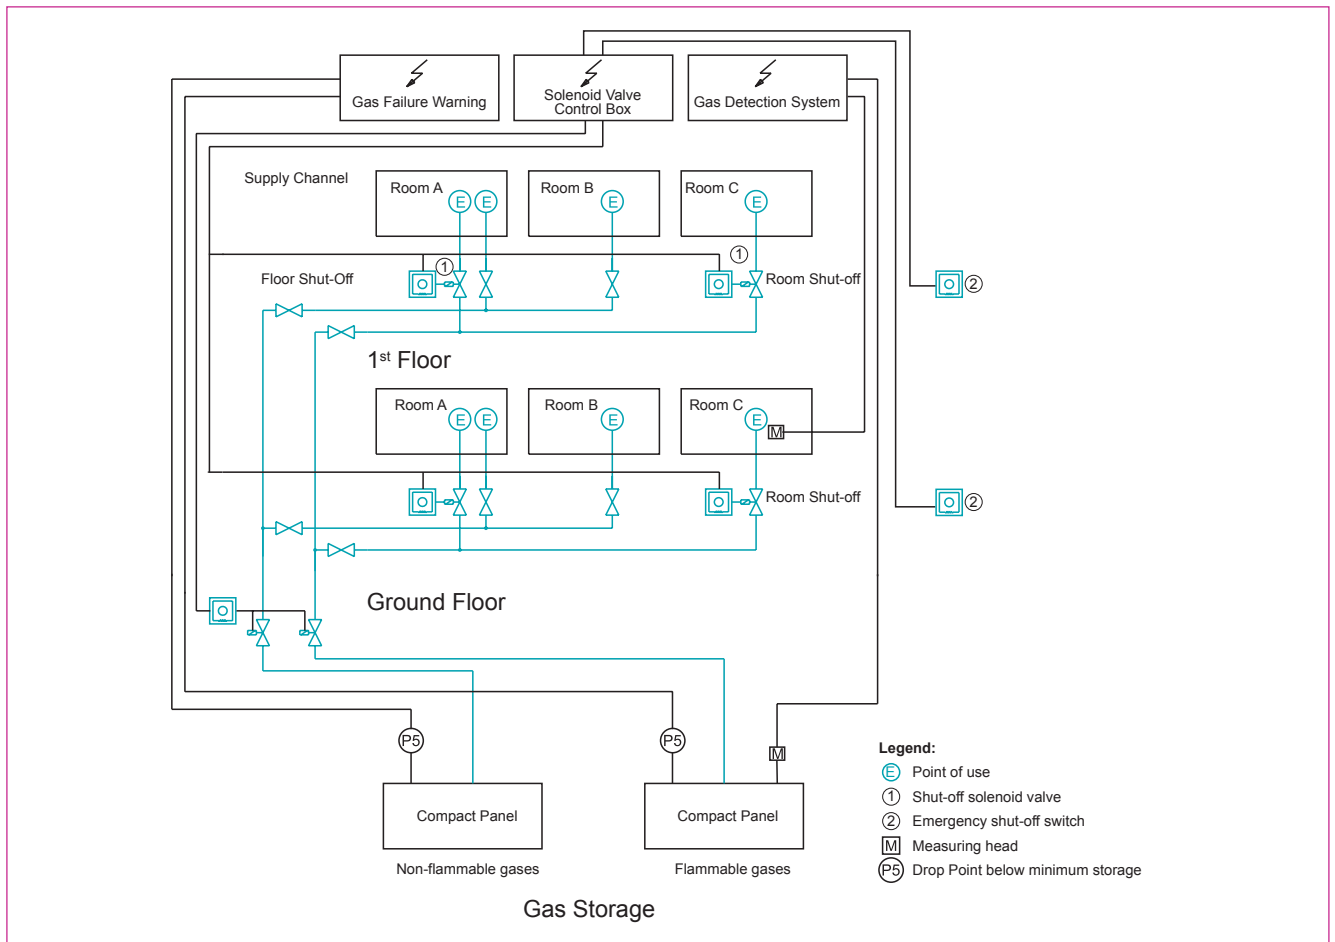 Gas Failure Warning
Solenoid Valve
Control Box
Gas Detection System
Supply Channel
Room A
E
E
Room B
E
Room C
E
1
1
Floor Shut-Off
Room Shut-off
2
1st Floor
Room A
E
E
Room B
E
Room C
E
M
Room Shut-off
2
Ground Floor
P5
P5
M
Compact Panel
Compact Panel
Non-flammable gases
Flammable gases
Gas Storage
Legend:
E Point of use
1 Shut-off solenoid valve
2 Emergency shut-off switch
M Measuring head
P5 Drop Point below minimum storage